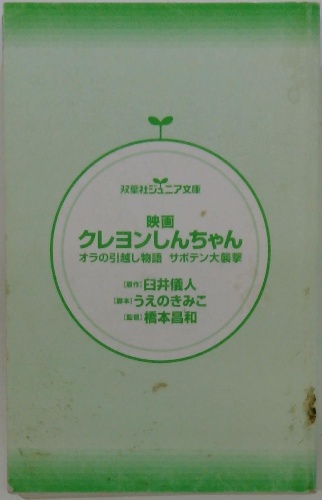 双葉社ジュニア文庫
映画
クレヨンしんちゃん
オラの引越し物語 サボテン大襲撃
[原作]臼井儀人
[脚本]うえのきみこ
[監督]橋本昌和